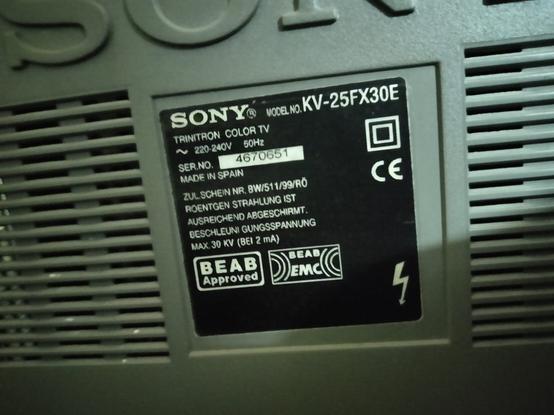 SONY
SONY® MODEL NO. KV-25FX30E
TRINITRON COLOR TV
~ 220-240V 50Hz
SER.NO. 4670651
MADE IN SPAIN
ZUL.SCHEIN NR. BW/511/99/RÖ
ROENTGEN STRAHLUNG IST
AUSREICHEND ABGESCHIRMT.
BESCHLEUNIGUNGSSPANNUNG
MAX. 30 KV (BEI 2 mA)
CE
BEAB
Approved
BEAB
EMC